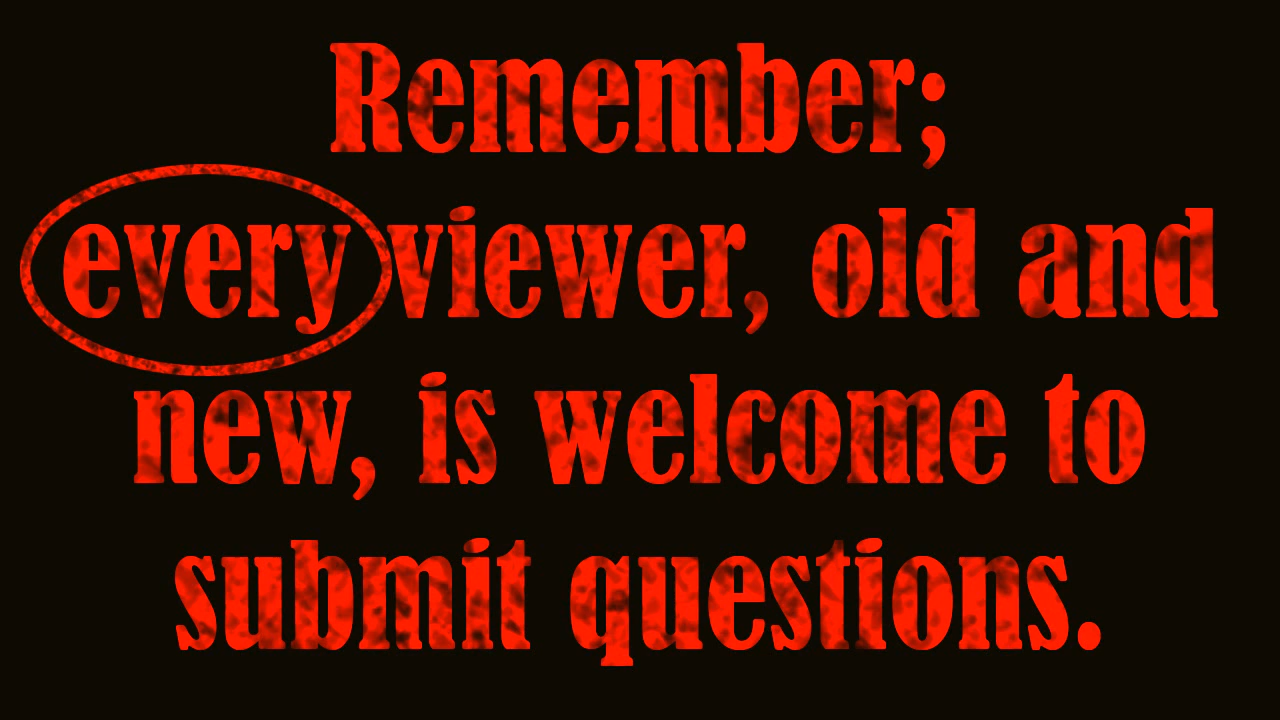 Remember;
every viewer, old and
new, is welcome to
submit questions.